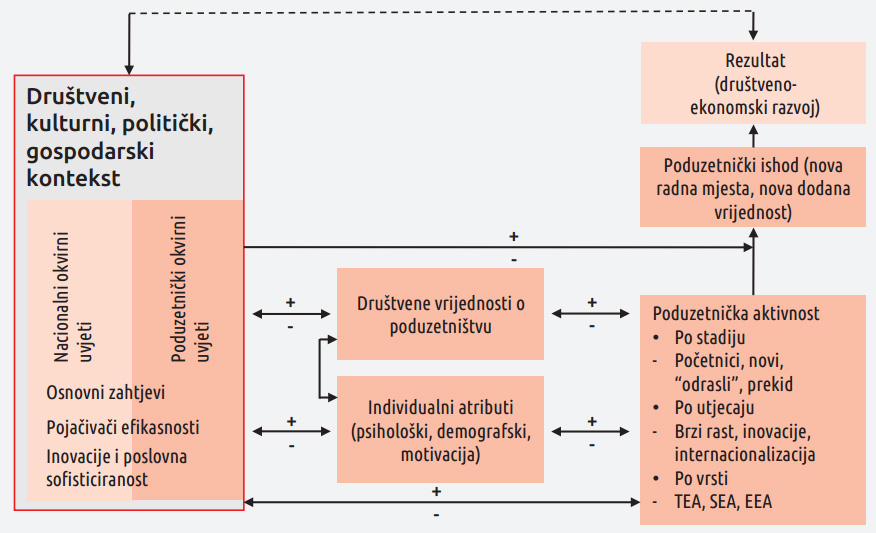 Društveni,
kulturni, politički,
gospodarski
kontekst
Nacionalni okvirni
uvjeti
Poduzetnički okvirni
uvjeti
Osnovni zahtjevi
Pojačivači efikasnosti
Inovacije i poslovna
sofisticiranost
+
-
+
-
+
-
+
-
Društvene vrijednosti o
poduzetništvu
Individualni atributi
(psihološki, demografski,
motivacija)
+
-
+
-
Rezultat
(društveno-
ekonomski razvoj)
Poduzetnički ishod (nova
radna mjesta, nova dodana
vrijednost)
Poduzetnička aktivnost
• Po stadiju
- Početnici, novi,
“odrasli”, prekid
• Po utjecaju
- Brzi rast, inovacije,
internacionalizacija
• Po vrsti
- TEA, SEA, EEA